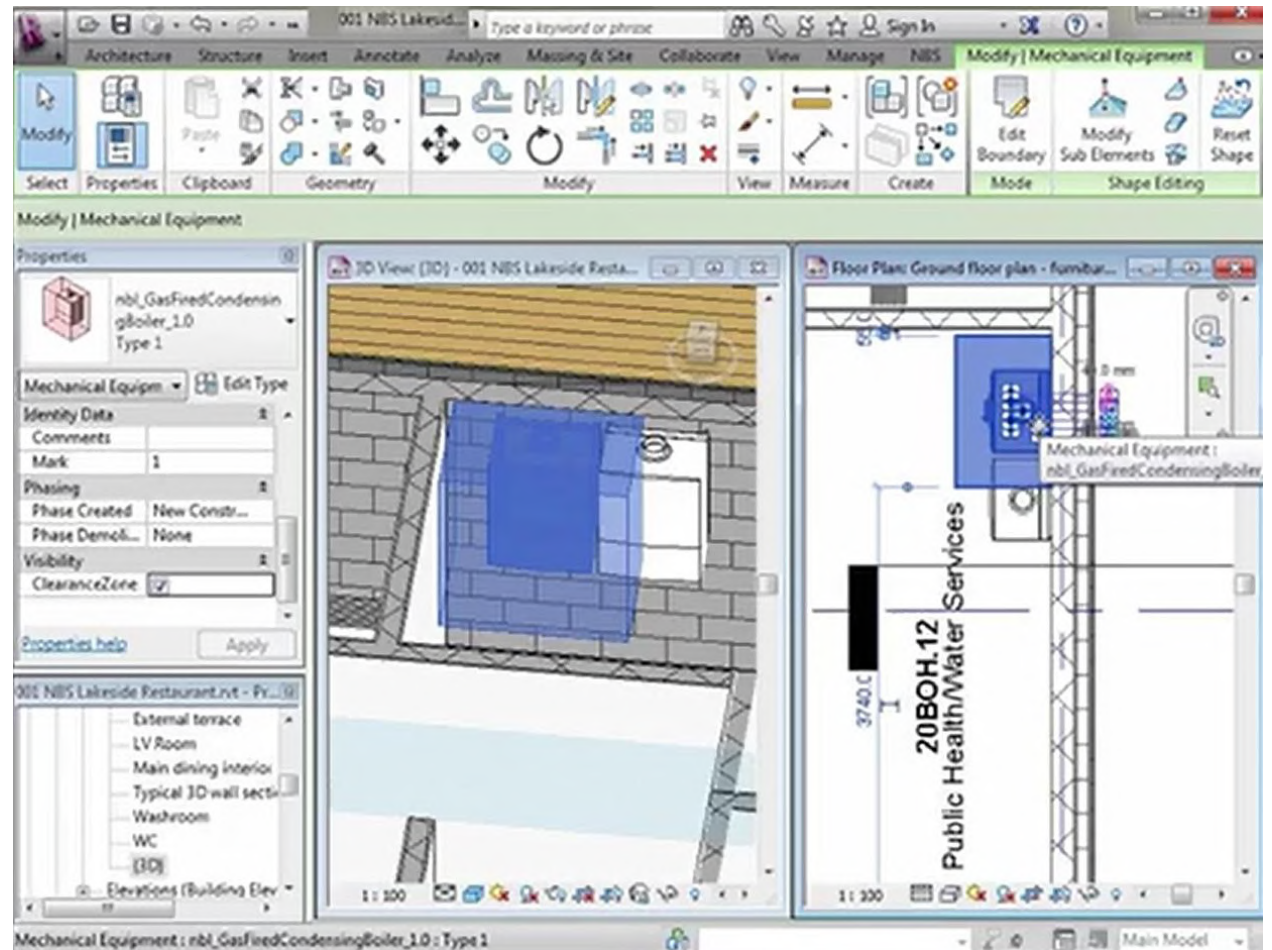 001 NBS Lakesid...
Type a keyword or phrase
Sign In
Architecture Structure Insert Annotate Analyze Massing & Site Collaborate View Manage NBS Modify | Mechanical Equipment
Modify
Paste
Edit
Boundary
Modify
Sub Elements
Reset
Shape
Select Properties Clipboard Geometry Modify View Measure Create Mode Shape Editing
Modify | Mechanical Equipment
Properties
nbl_GasFiredCondensin
gBoiler_1.0
Type 1
Mechanical Equipm
Edit Type
Identity Data
Comments
Mark 1
Phasing
Phase Created New Constr...
Phase Demoli... None
Visibility
ClearanceZone
Properties help
Apply
001 NBS Lakeside Restaurant.rvt - Pr...
External terrace
LV Room
Main dining interior
Typical 3D wall secti
Washroom
WC
{3D}
Elevations (Building Elev
3D View: {3D} - 001 NBS Lakeside Resta...
1 : 100
Floor Plan: Ground floor plan - furnitur...
.0 mm
Mechanical Equipment :
nbl_GasFiredCondensingBoiler_
20BOH.12
Public Health/Water Services
3740.0
1 : 100
Mechanical Equipment : nbl_GasFiredCondensingBoiler_1.0 : Type 1
Main Model